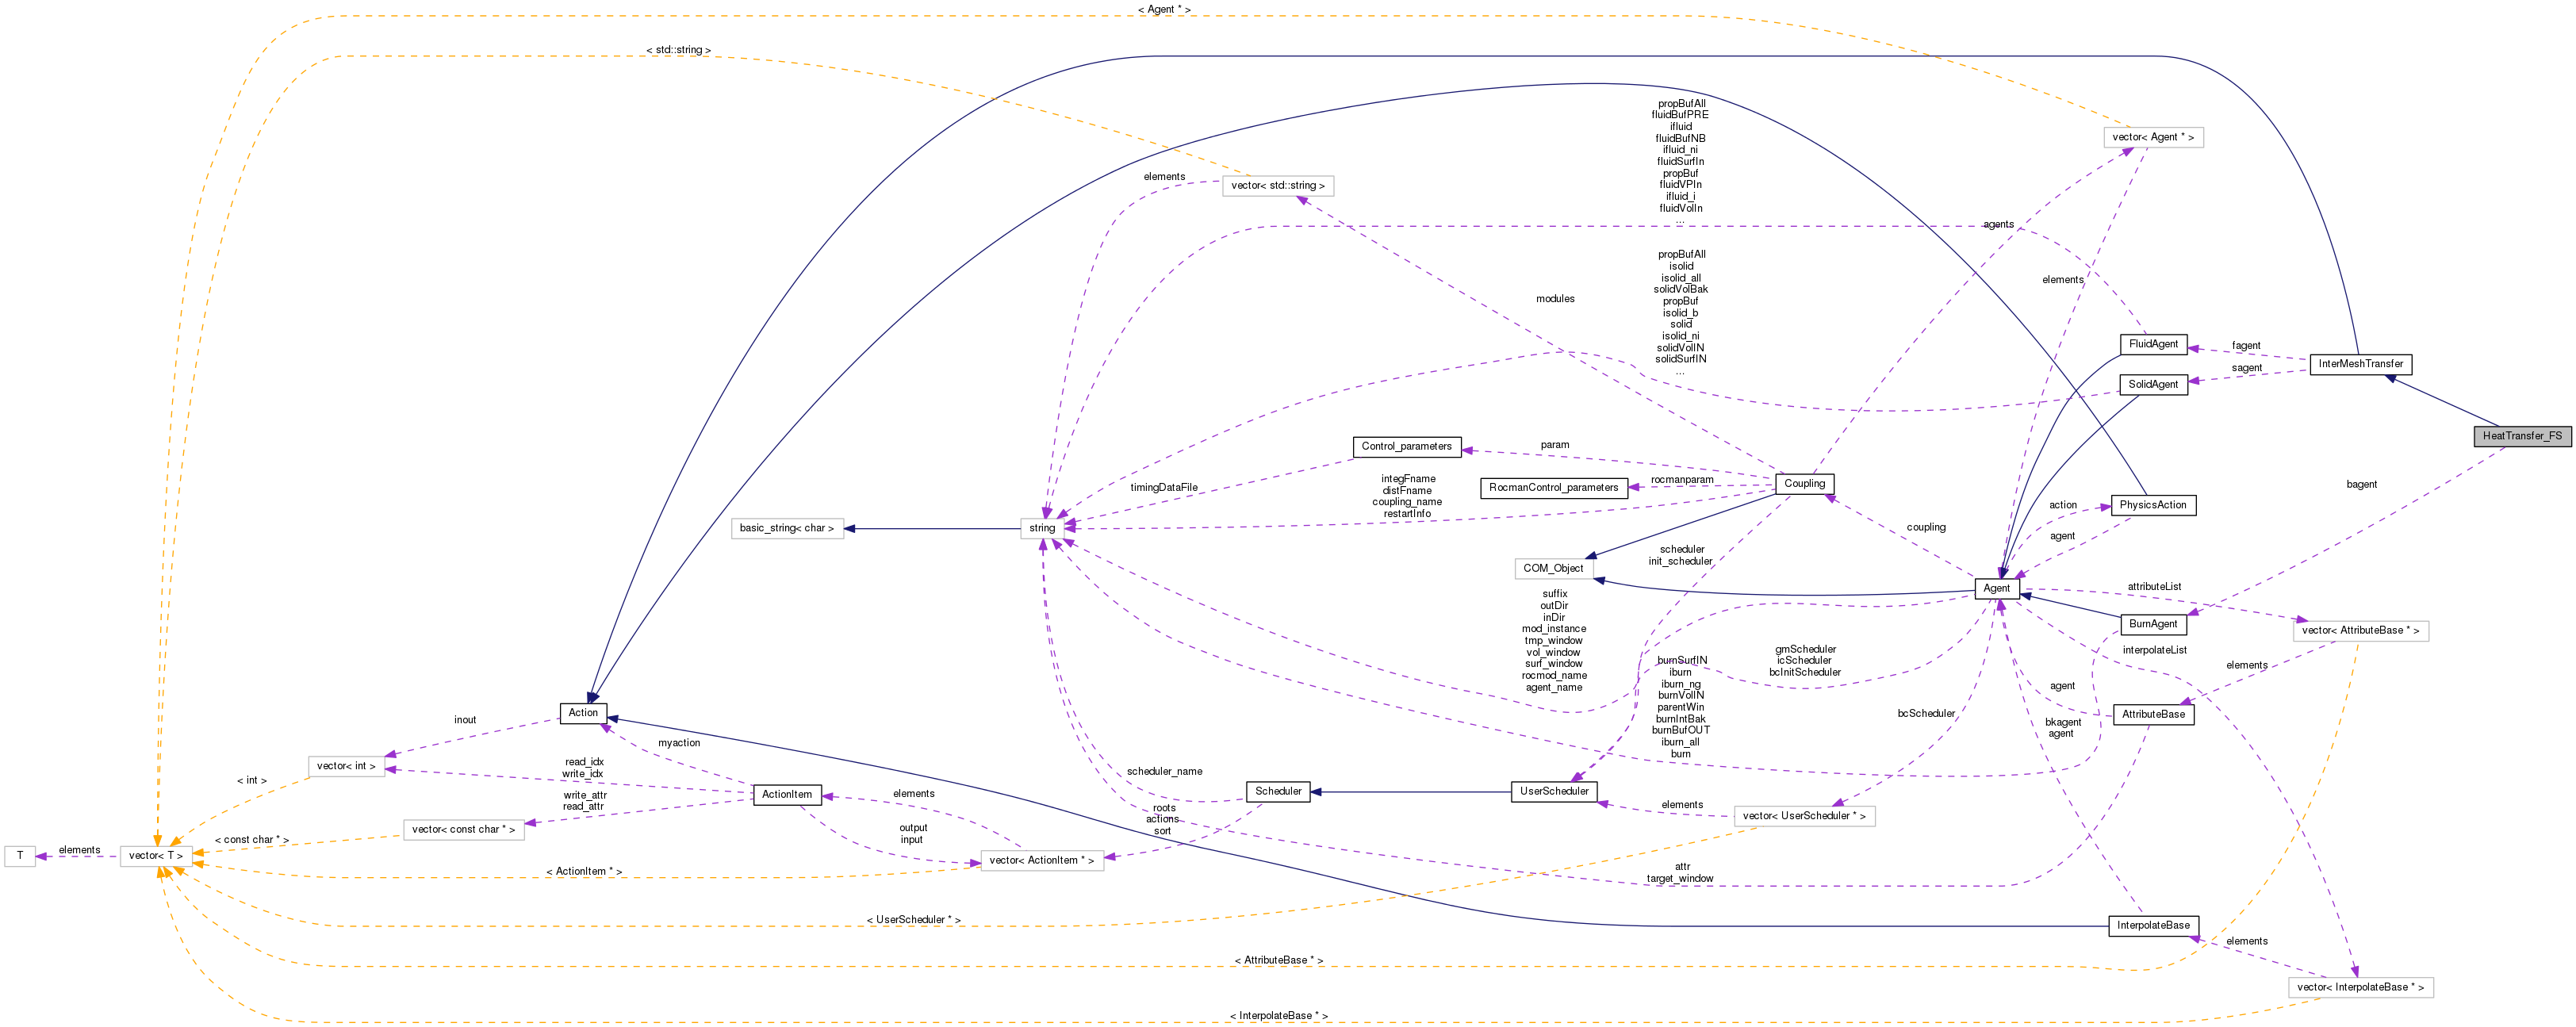 < Agent * >
< std::string >
propBufAll
fluidBufPRE
ifluid
fluidBufNB
ifluid_ni
fluidSurfIn
propBuf
fluidVPIn
ifluid_i
fluidVolIn
...
vector< Agent * >
elements
vector< std::string >
agents
propBufAll
isolid
isolid_all
solidVolBak
propBuf
isolid_b
solid
isolid_ni
solidVolIN
solidSurfIN
...
elements
modules
FluidAgent
fagent
InterMeshTransfer
sagent
SolidAgent
HeatTransfer_FS
Control_parameters
param
timingDataFile
integFname
distFname
coupling_name
restartInfo
RocmanControl_parameters
rocmanparam
Coupling
bagent
action
PhysicsAction
agent
basic_string< char >
string
coupling
scheduler
init_scheduler
COM_Object
Agent
attributeList
suffix
outDir
inDir
mod_instance
tmp_window
vol_window
surf_window
rocmod_name
agent_name
BurnAgent
vector< AttributeBase * >
gmScheduler
icScheduler
bcInitScheduler
interpolateList
burnSurfIN
iburn
iburn_ng
burnVolIN
parentWin
burnIntBak
burnBufOUT
iburn_all
burn
elements
agent
AttributeBase
bkagent
agent
bcScheduler
Action
inout
myaction
vector< int >
read_idx
write_idx
< int >
scheduler_name
ActionItem
write_attr
read_attr
elements
Scheduler
UserScheduler
elements
vector< UserScheduler * >
roots
actions
sort
vector< const char * >
< const char * >
output
input
T
elements
vector< T >
vector< ActionItem * >
< ActionItem * >
attr
target_window
< UserScheduler * >
InterpolateBase
elements
< AttributeBase * >
vector< InterpolateBase * >
< InterpolateBase * >